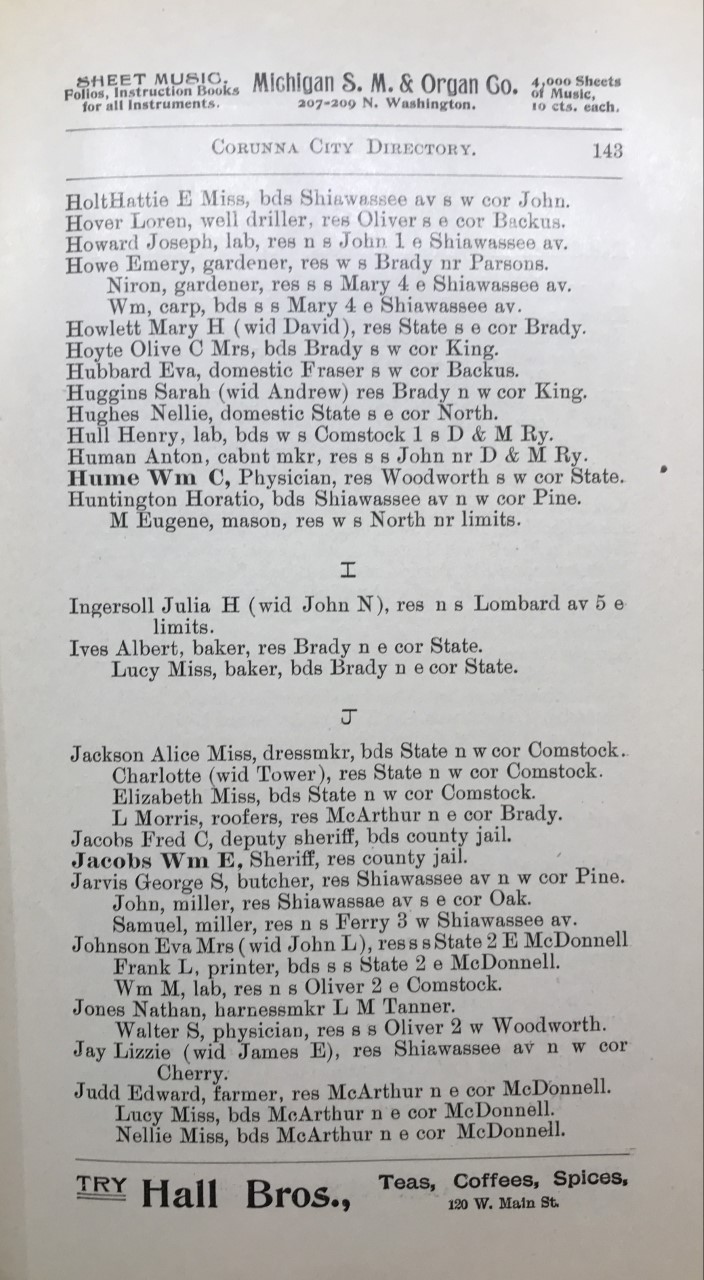 SHEET MUSIC.
Folios, Instruction Books
for all Instruments.
Michigan S. M. & Organ Co.
207-209 N. Washington.
4,000 Sheets
of Music,
10 cts. each.
CORUNNA CITY DIRECTORY. 143
HoltHattie E Miss, bds Shiawassee av s w cor John.
Hover Loren, well driller, res Oliver s e cor Backus.
Howard Joseph, lab, res n s John 1 e Shiawassee av.
Howe Emery, gardener, res w s Brady nr Parsons.
Niron, gardener, res s s Mary 4 e Shiawassee av.
Wm, carp, bds s s Mary 4 e Shiawassee av.
Howlett Mary H (wid David), res State s e cor Brady.
Hoyte Olive C Mrs, bds Brady s w cor King.
Hubbard Eva, domestic Fraser s w cor Backus.
Huggins Sarah (wid Andrew) res Brady n w cor King.
Hughes Nellie, domestic State s e cor North.
Hull Henry, lab, bds w s Comstock 1 s D & M Ry.
Human Anton, cabnt mkr, res s s John nr D & M Ry.
Hume Wm C, Physician, res Woodworth s w cor State.
Huntington Horatio, bds Shiawassee av n w cor Pine.
M Eugene, mason, res w s North nr limits.
I
Ingersoll Julia H (wid John N), res n s Lombard av 5 e
limits.
Ives Albert, baker, res Brady n e cor State.
Lucy Miss, baker, bds Brady n e cor State.
J
Jackson Alice Miss, dressmkr, bds State n w cor Comstock.
Charlotte (wid Tower), res State n w cor Comstock.
Elizabeth Miss, bds State n w cor Comstock.
L Morris, roofers, res McArthur n e cor Brady.
Jacobs Fred C, deputy sheriff, bds county jail.
Jacobs Wm E, Sheriff, res county jail.
Jarvis George S, butcher, res Shiawassee av n w cor Pine.
John, miller, res Shiawassae av s e cor Oak.
Samuel, miller, res n s Ferry 3 w Shiawassee av.
Johnson Eva Mrs (wid John L), res s s State 2 E McDonnell
Frank L, printer, bds s s State 2 e McDonnell.
Wm M, lab, res n s Oliver 2 e Comstock.
Jones Nathan, harnessmkr L M Tanner.
Walter S, physician, res s s Oliver 2 w Woodworth.
Jay Lizzie (wid James E), res Shiawassee av n w cor
Cherry.
Judd Edward, farmer, res McArthur n e cor McDonnell.
Lucy Miss, bds McArthur n e cor McDonnell.
Nellie Miss, bds McArthur n e cor McDonnell.
TRY Hall Bros., Teas, Coffees, Spices,
120 W. Main St.